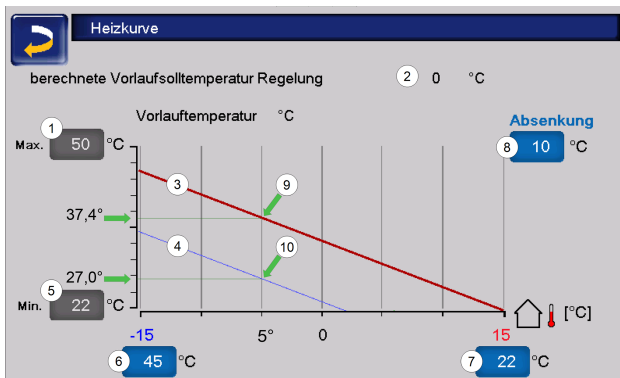 Heizkurve
berechnete Vorlaufsolltemperatur Regelung 2 0 °C
Vorlauftemperatur °C
Absenkung
1
Max. 50 °C
8 10 °C
3
9
37,4°
4
10
27,0°
5
Min. 22 °C
[°C]
-15 5° 0 15
6 45 °C
7 22 °C